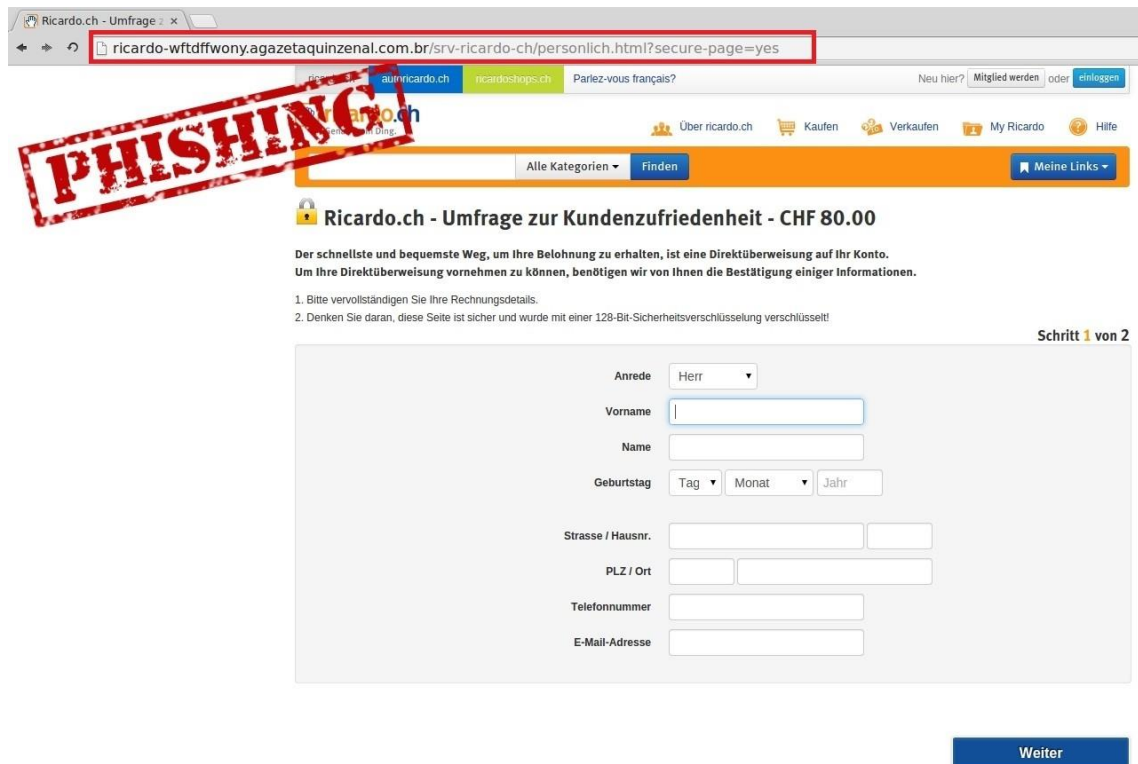 Ricardo.ch - Umfrage z
ricardo-wftdffwony.agazetaquinzenal.com.br/srv-ricardo-ch/personlich.html?secure-page=yes
autoricardo.ch ricardoshops.ch Parlez-vous français? Neu hier? Mitglied werden oder einloggen
PHISHING
Über ricardo.ch Kaufen Verkaufen My Ricardo Hilfe
Alle Kategorien Finden Meine Links
Ricardo.ch - Umfrage zur Kundenzufriedenheit - CHF 80.00
Der schnellste und bequemste Weg, um Ihre Belohnung zu erhalten, ist eine Direktüberweisung auf Ihr Konto.
Um Ihre Direktüberweisung vornehmen zu können, benötigen wir von Ihnen die Bestätigung einiger Informationen.
1. Bitte vervollständigen Sie Ihre Rechnungsdetails.
2. Denken Sie daran, diese Seite ist sicher und wurde mit einer 128-Bit-Sicherheitsverschlüsselung verschlüsselt!
Schritt 1 von 2
Anrede Herr
Vorname
Name
Geburtstag Tag Monat Jahr
Strasse / Hausnr.
PLZ / Ort
Telefonnummer
E-Mail-Adresse
Weiter